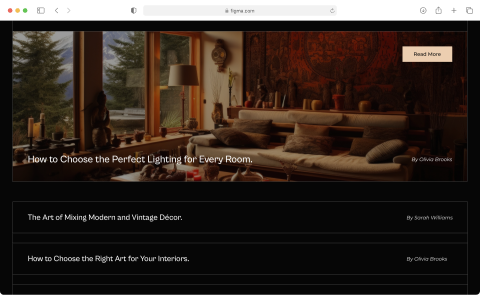 figma.com
Read More
How to Choose the Perfect Lighting for Every Room.
By Olivia Brooks
The Art of Mixing Modern and Vintage Décor.
By Sarah Williams
How to Choose the Right Art for Your Interiors.
By Olivia Brooks